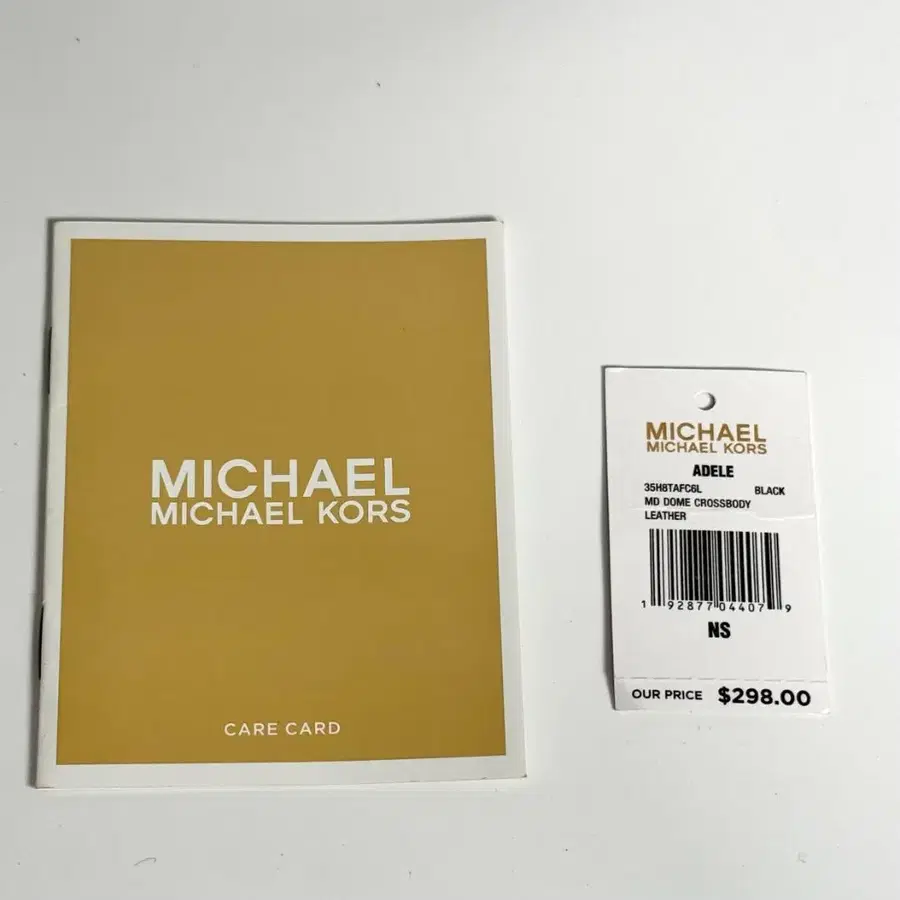 MICHAEL
MICHAEL KORS
CARE CARD
MICHAEL
MICHAEL KORS
ADELE
35H8TAFC6L BLACK
MD DOME CROSSBODY
LEATHER
1 92877 04407 9
NS
OUR PRICE $298.00